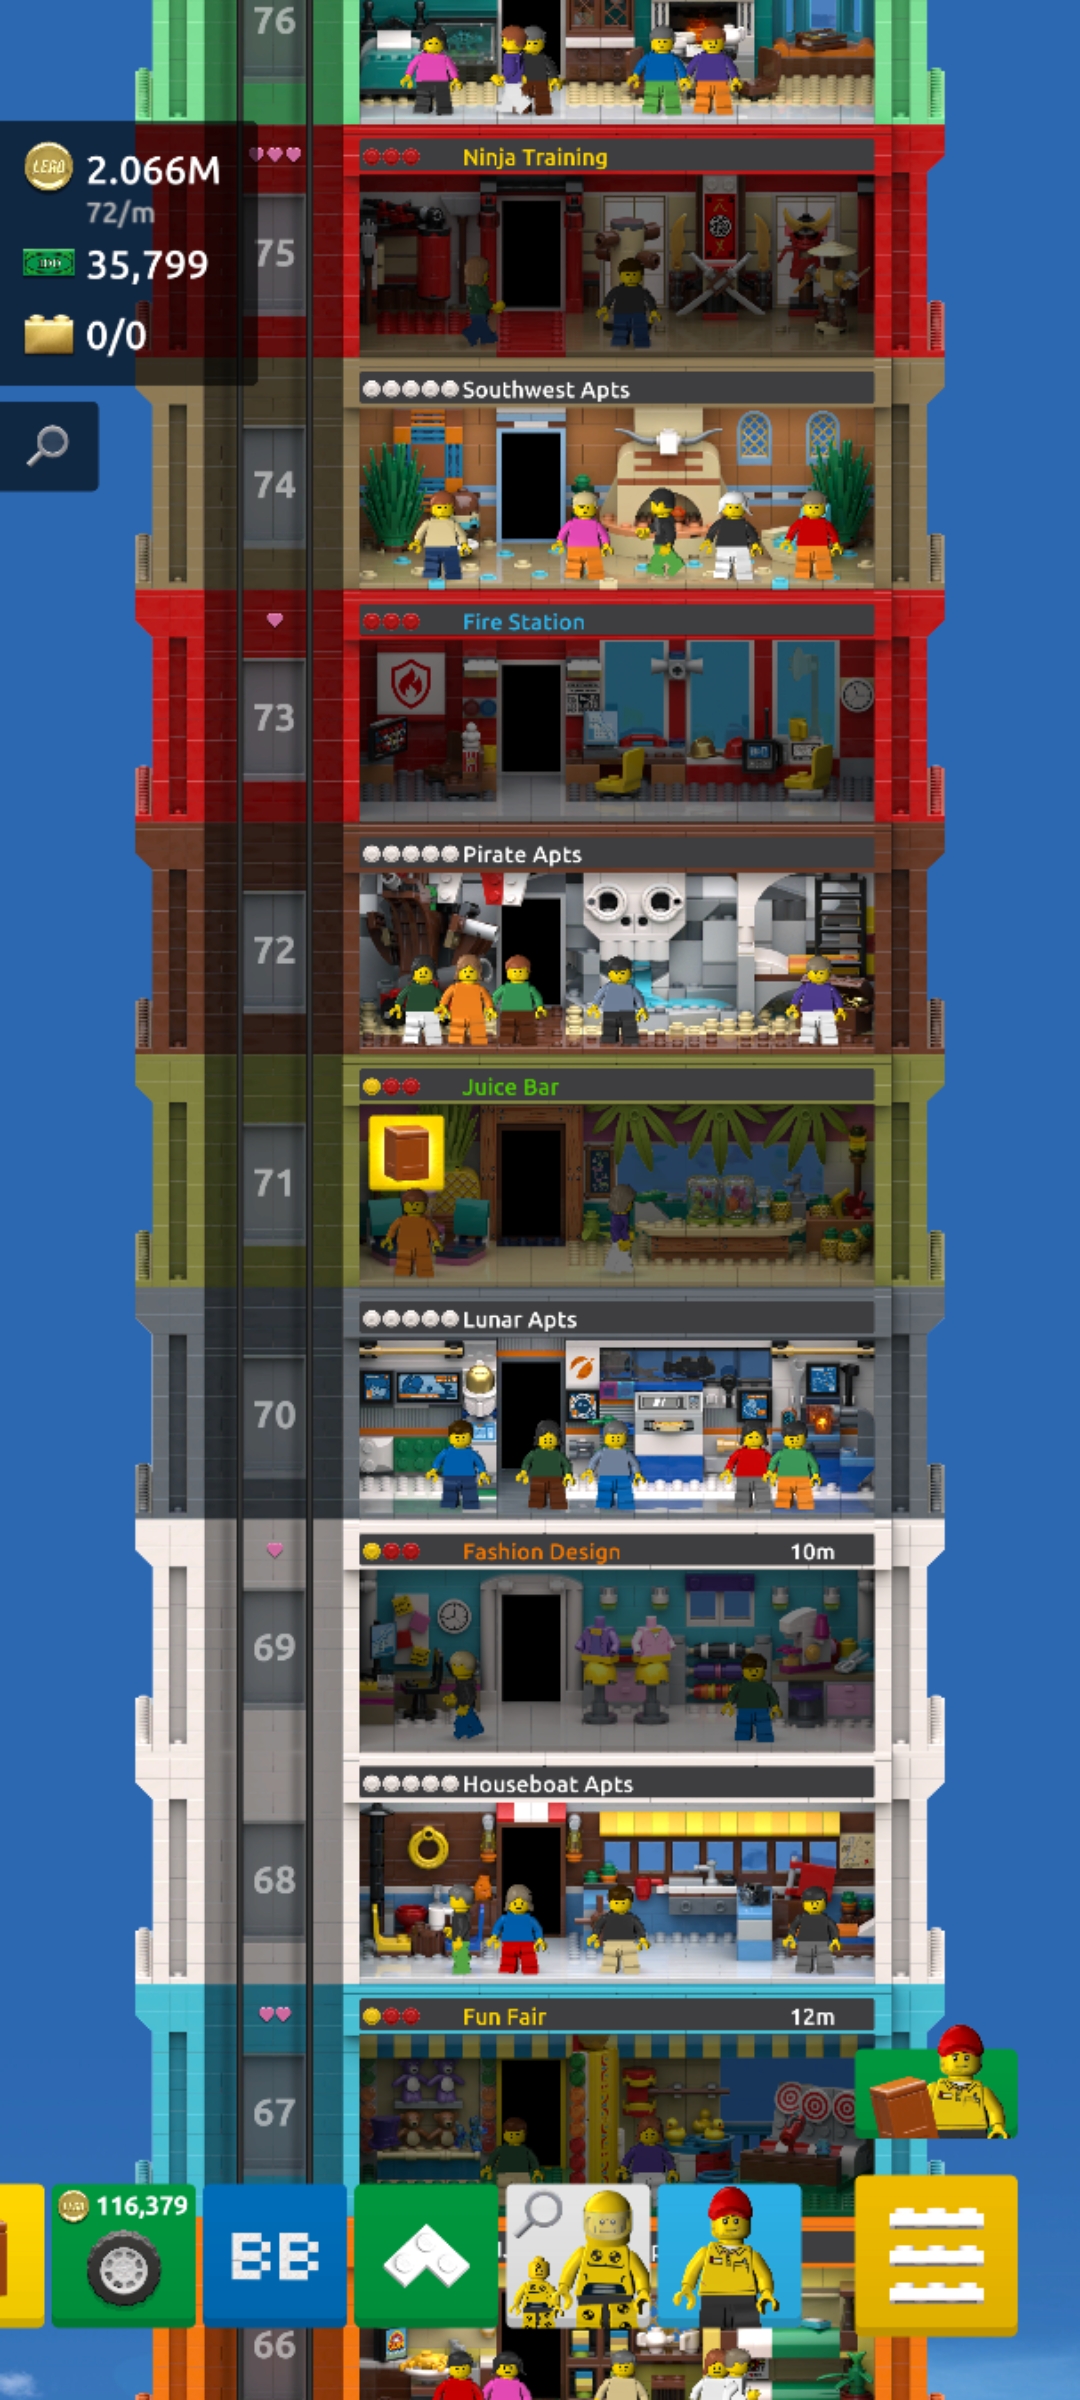 76
2.066M
72/m
35,799
0/0
Ninja Training
75
Southwest Apts
74
Fire Station
73
Pirate Apts
72
Juice Bar
71
Lunar Apts
70
Fashion Design 10m
69
Houseboat Apts
68
Fun Fair 12m
67
116,379
BB
66